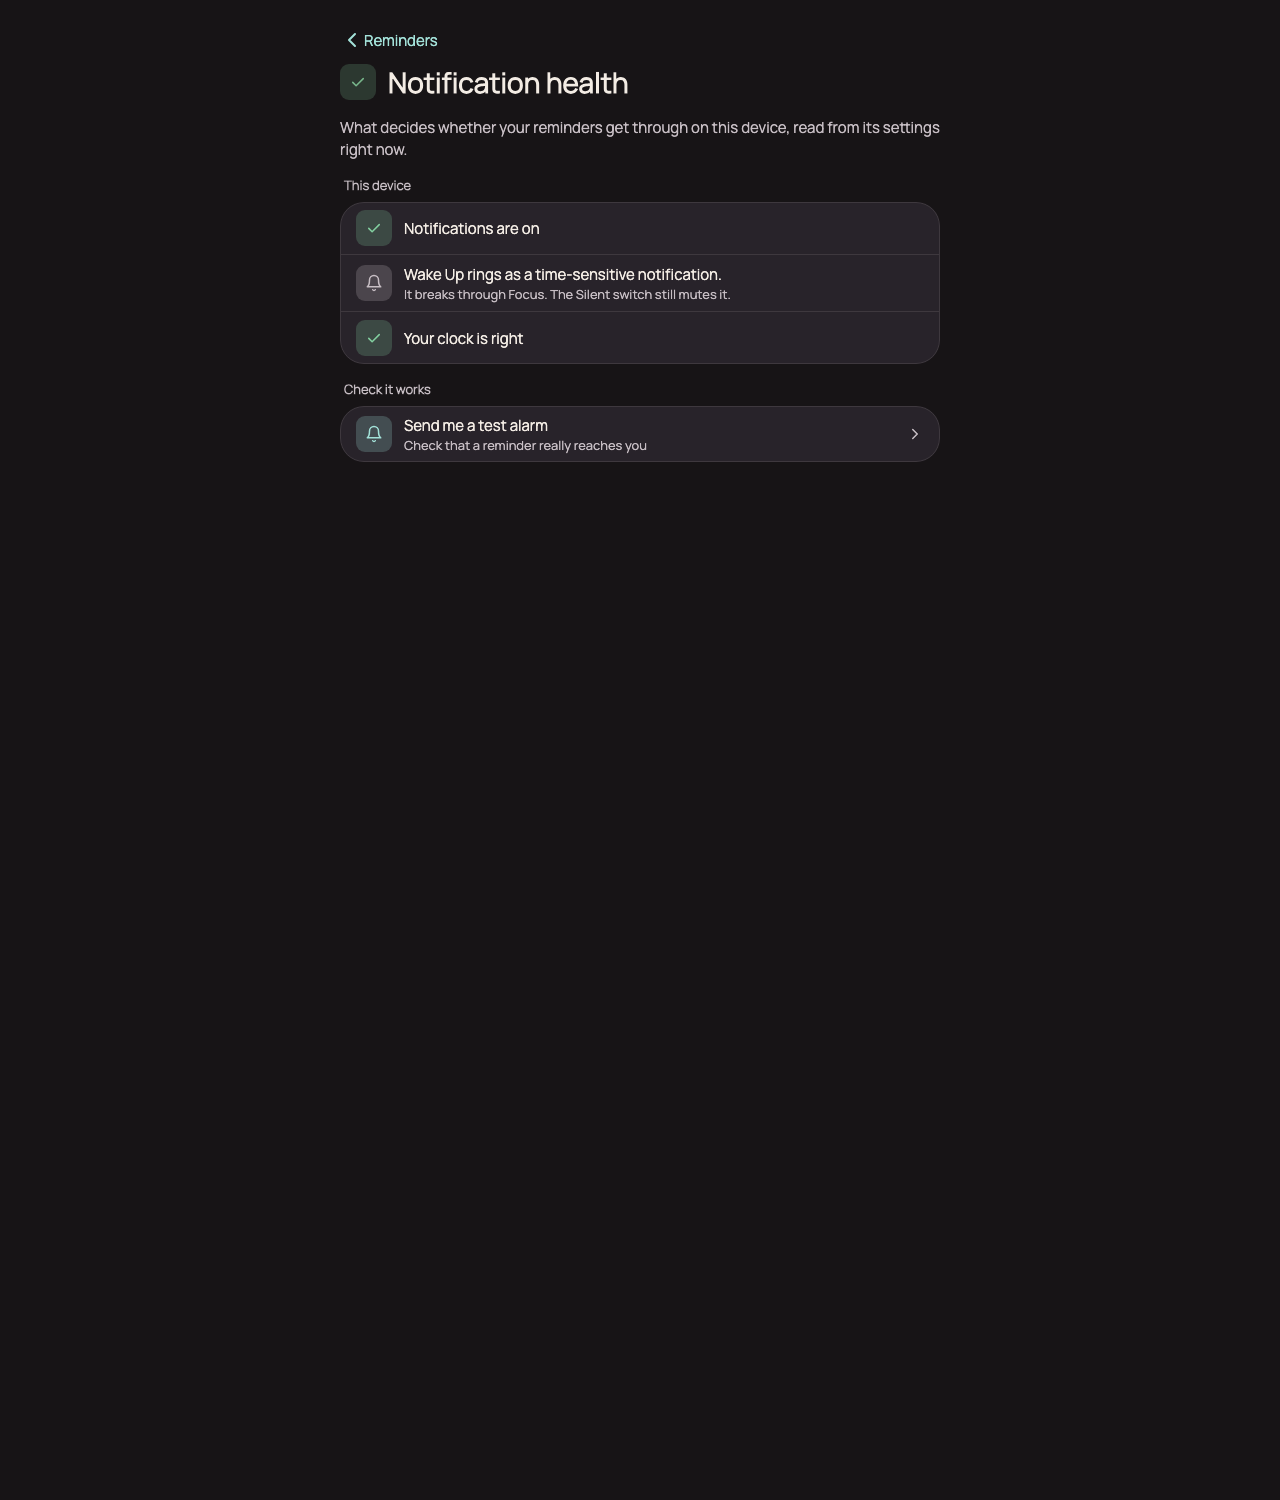 Reminders
Notification health
What decides whether your reminders get through on this device, read from its settings
right now.
This device
Notifications are on
Wake Up rings as a time-sensitive notification.
It breaks through Focus. The Silent switch still mutes it.
Your clock is right
Check it works
Send me a test alarm
Check that a reminder really reaches you